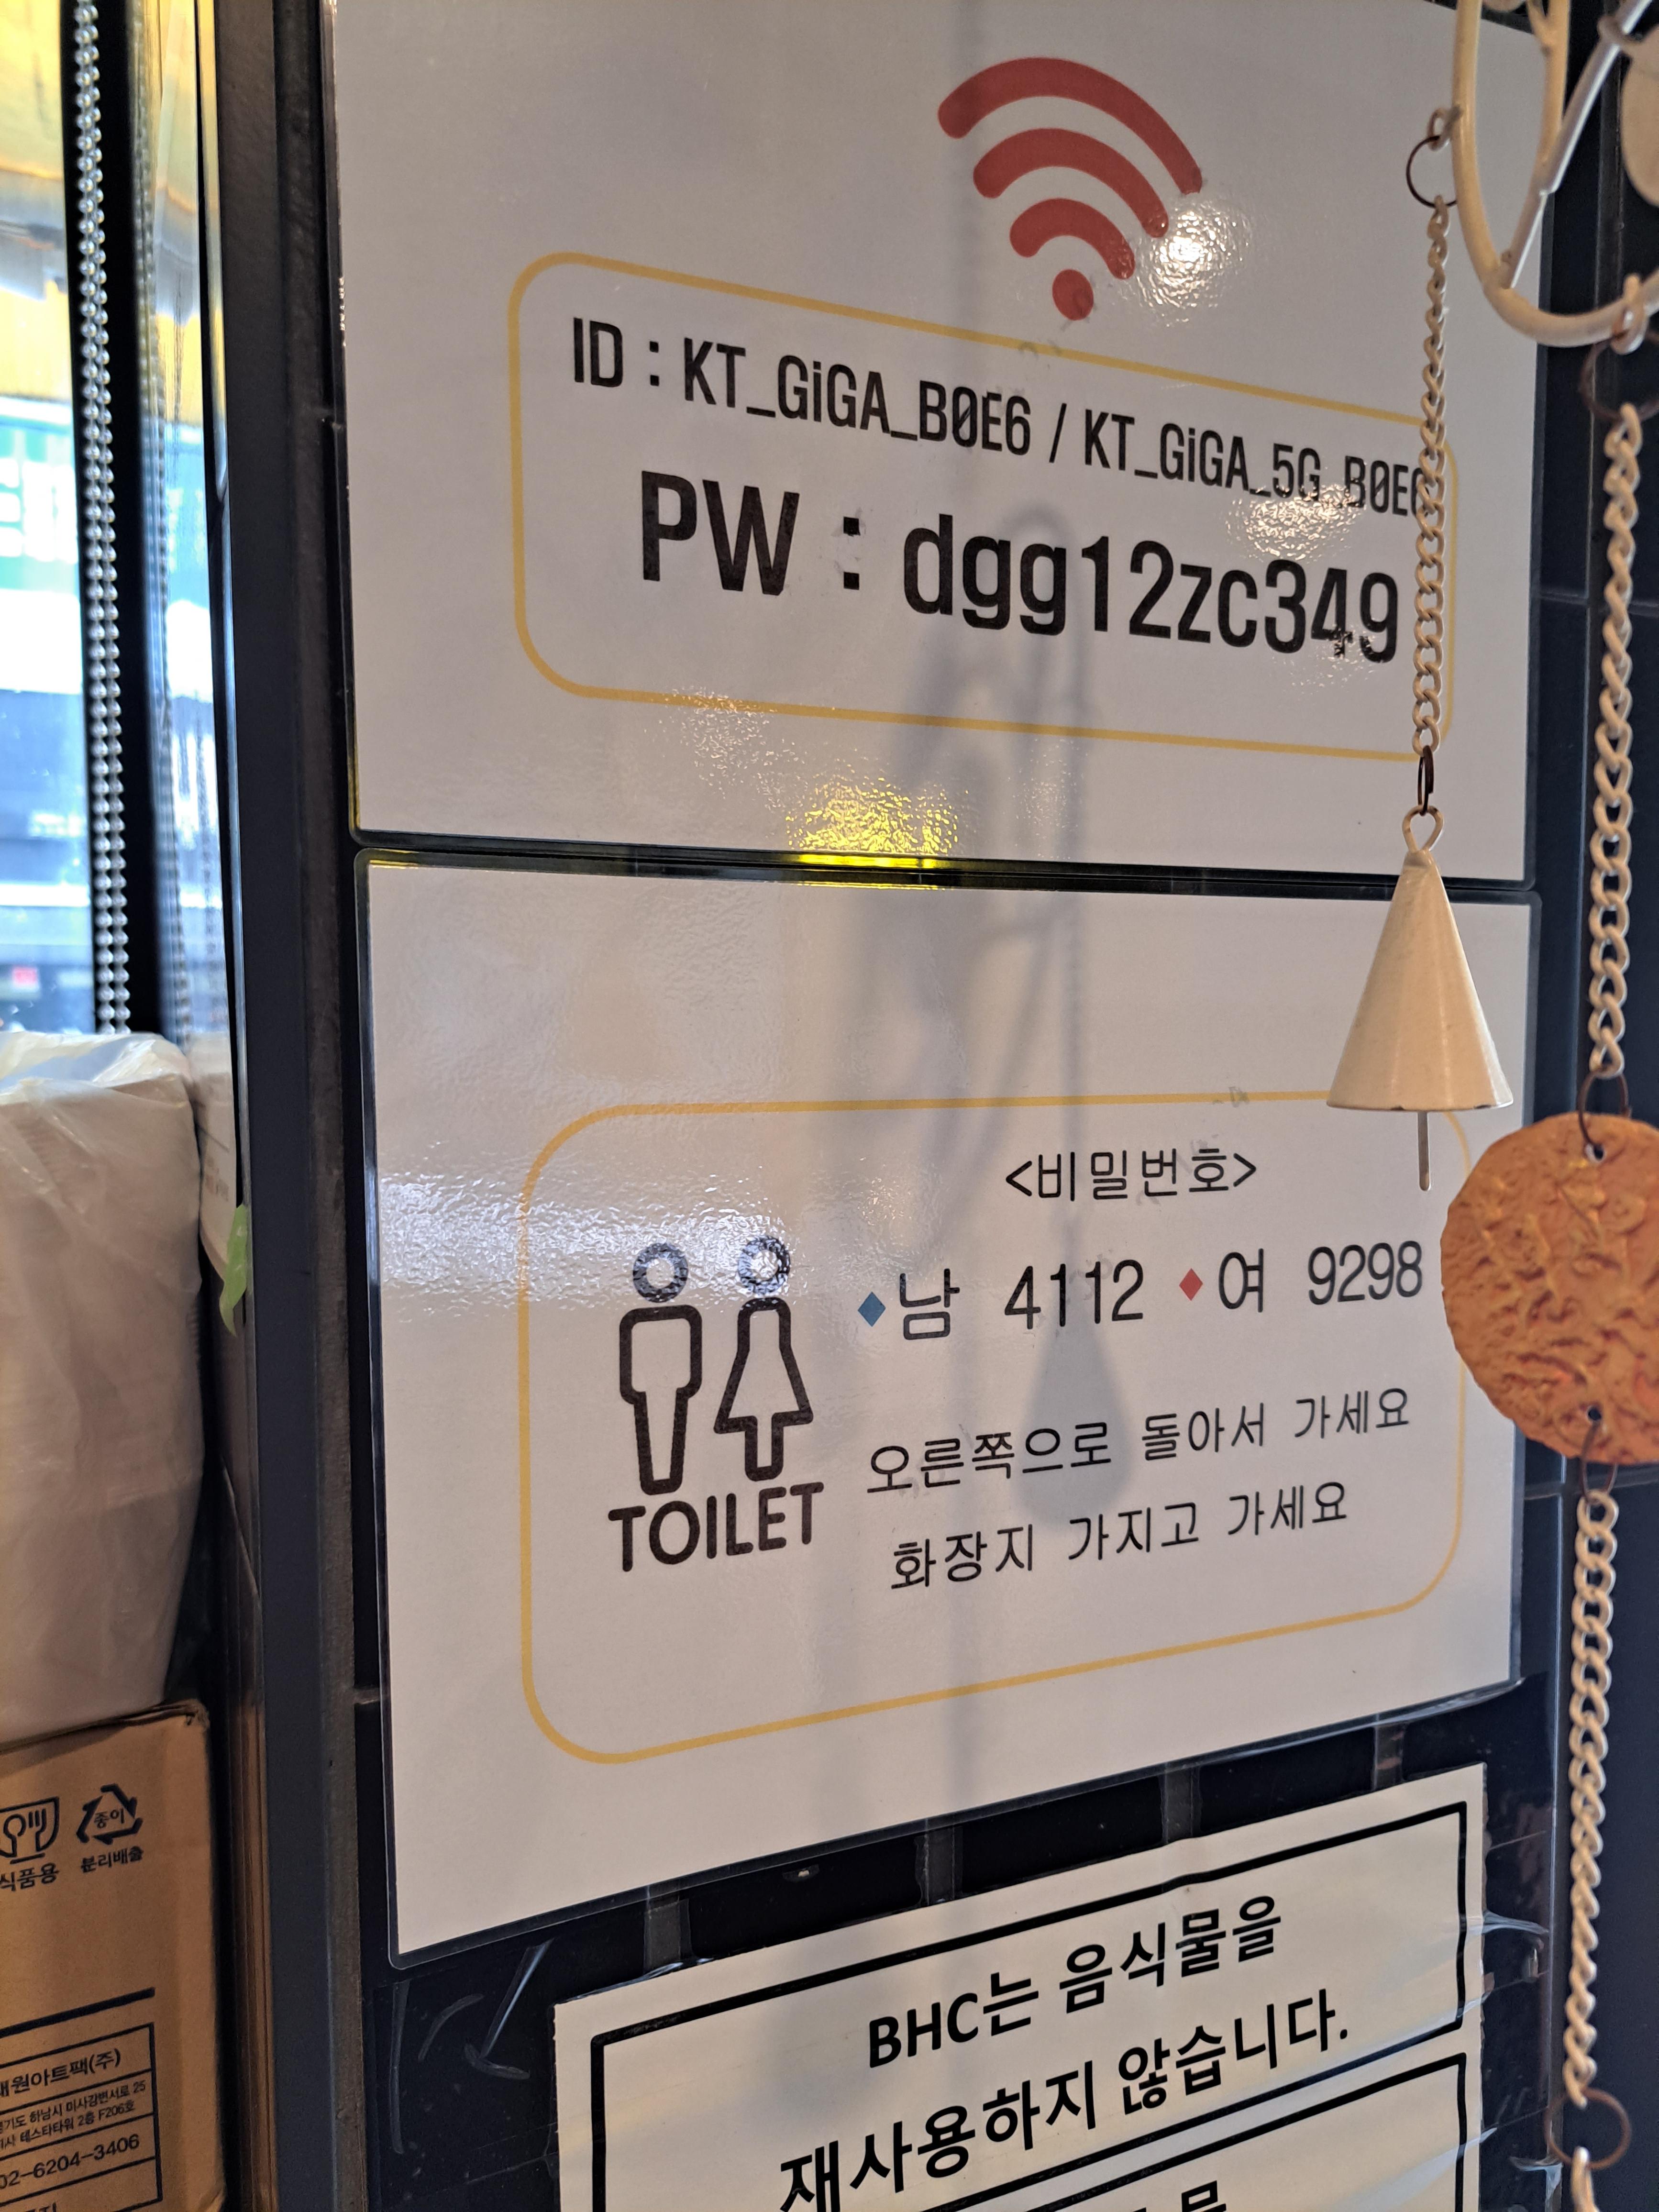 ID : KT_GiGA_B0E6 / KT_GiGA_5G_B0E6
PW : dgg12zc349
<비밀번호>
남 4112 여 9298
오른쪽으로 돌아서 가세요
화장지 가지고 가세요
TOILET
BHC는 음식물을
재사용하지 않습니다.
식품용
종이
분리배출
02-6204-3406